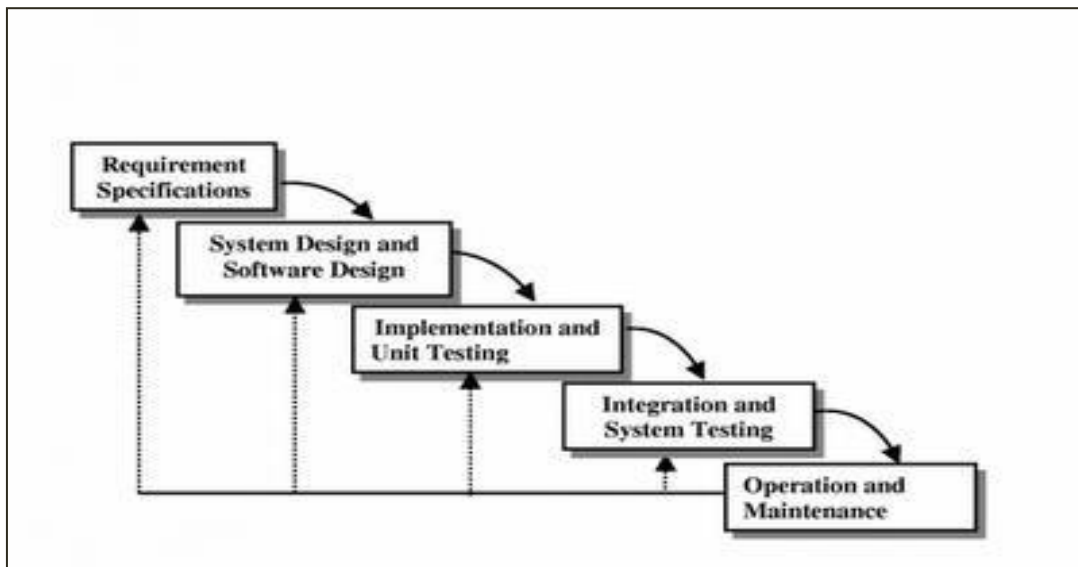 Requirement
Specifications
System Design and
Software Design
Implementation and
Unit Testing
Integration and
System Testing
Operation and
Maintenance